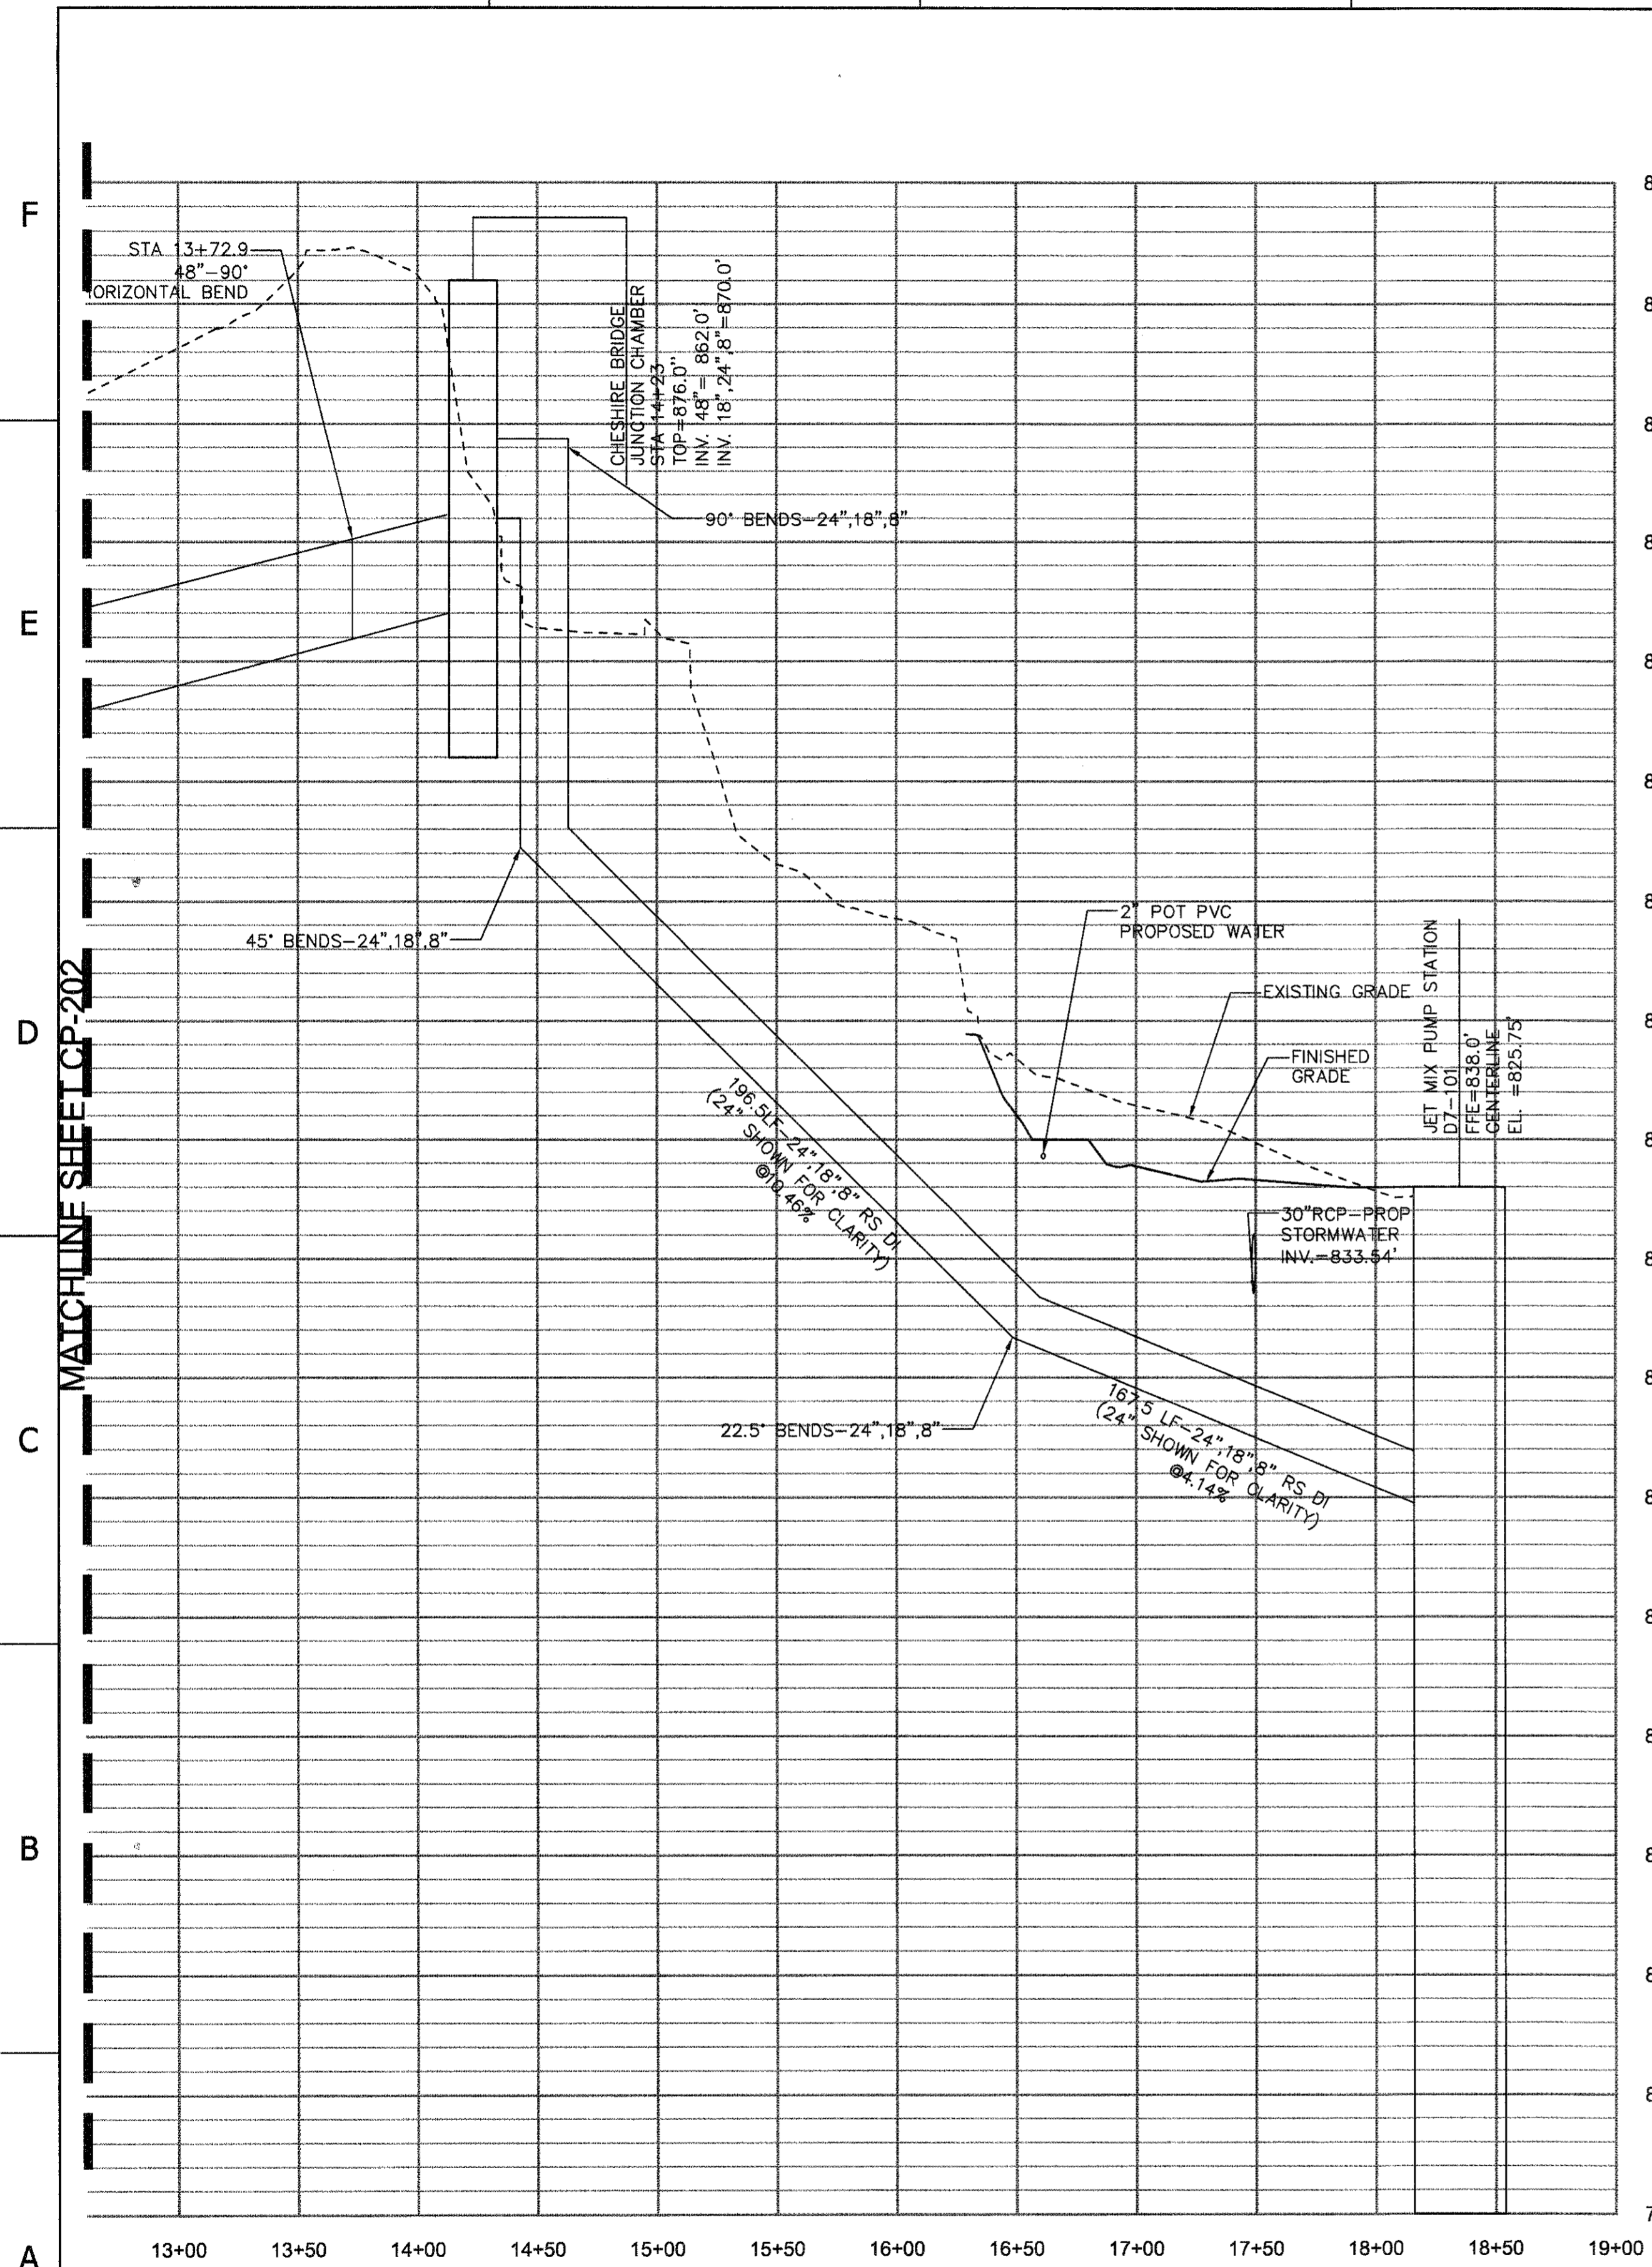 F
E
D
C
B
A
MATCHLINE SHEET CP-202
STA 13+72.9
48"-90°
ORIZONTAL BEND
CHESHIRE BRIDGE
JUNCTION CHAMBER
STA 14+23
TOP=876.0"
INV. 48"= 862.0'
INV. 18",24",8"=870.0'
90° BENDS-24",18",8"
45° BENDS-24",18",8"
2" POT PVC
PROPOSED WATER
EXISTING GRADE
FINISHED
GRADE
JET MIX PUMP STATION
D7-101
FFE=838.0'
CENTERLINE
EL. =825.75'
196.5LF-24",18",8" RS DI
(24" SHOWN FOR CLARITY)
@10.46%
30"RCP-PROP
STORMWATER
INV.=833.54'
22.5° BENDS-24",18",8"
167.5 LF-24",18",8" RS DI
(24" SHOWN FOR CLARITY)
@4.14%
13+00 13+50 14+00 14+50 15+00 15+50 16+00 16+50 17+00 17+50 18+00 18+50 19+00